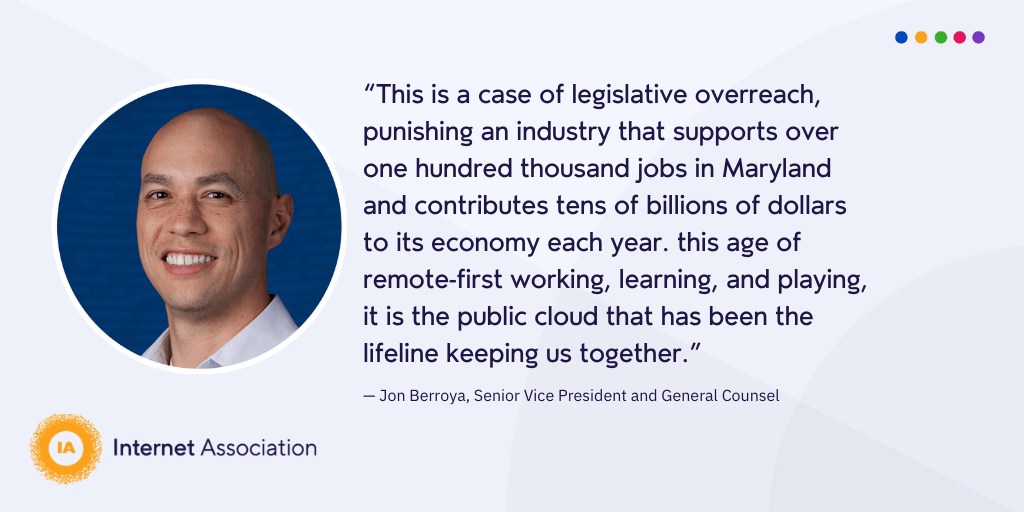 “This is a case of legislative overreach,
punishing an industry that supports over
one hundred thousand jobs in Maryland
and contributes tens of billions of dollars
to its economy each year. this age of
remote-first working, learning, and playing,
it is the public cloud that has been the
lifeline keeping us together.”
— Jon Berroya, Senior Vice President and General Counsel
IA
Internet Association